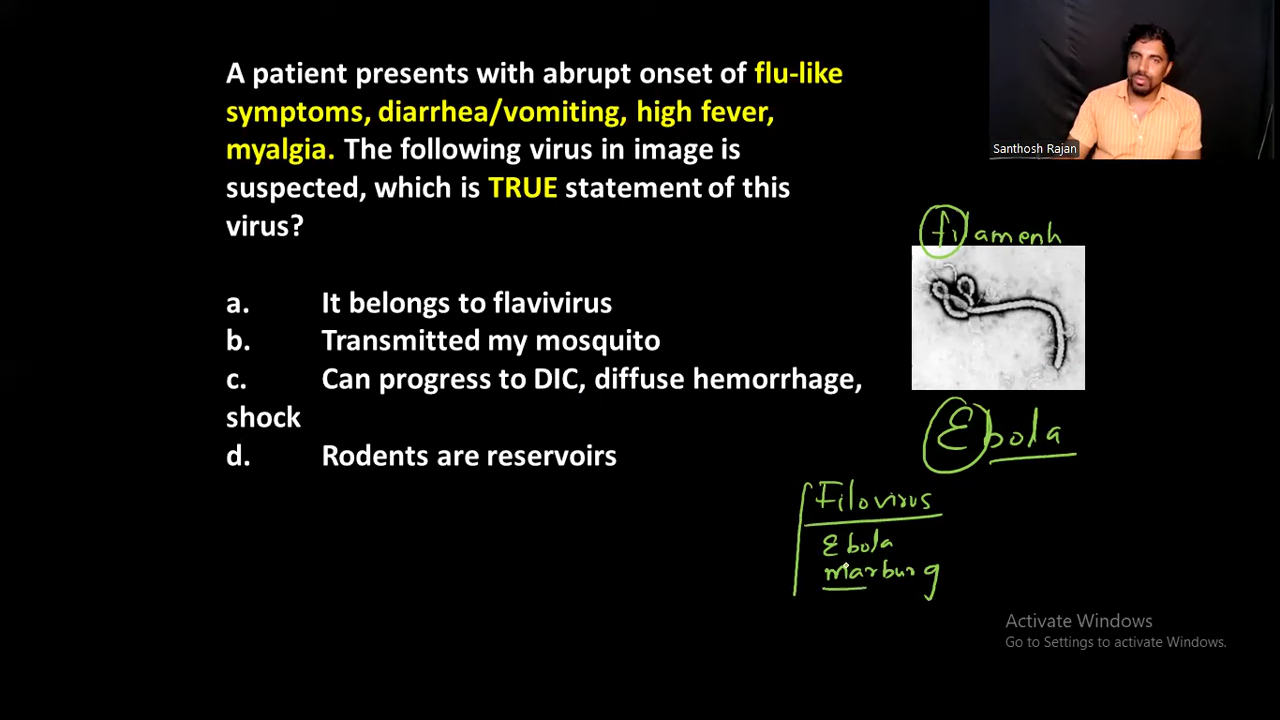 A patient presents with abrupt onset of flu-like
symptoms, diarrhea/vomiting, high fever,
myalgia. The following virus in image is
suspected, which is TRUE statement of this
virus?
a. It belongs to flavivirus
b. Transmitted my mosquito
c. Can progress to DIC, diffuse hemorrhage,
shock
d. Rodents are reservoirs
Santhosh Rajan
Ebola
Filovirus
Ebola
Marburg
Activate Windows
Go to Settings to activate Windows.